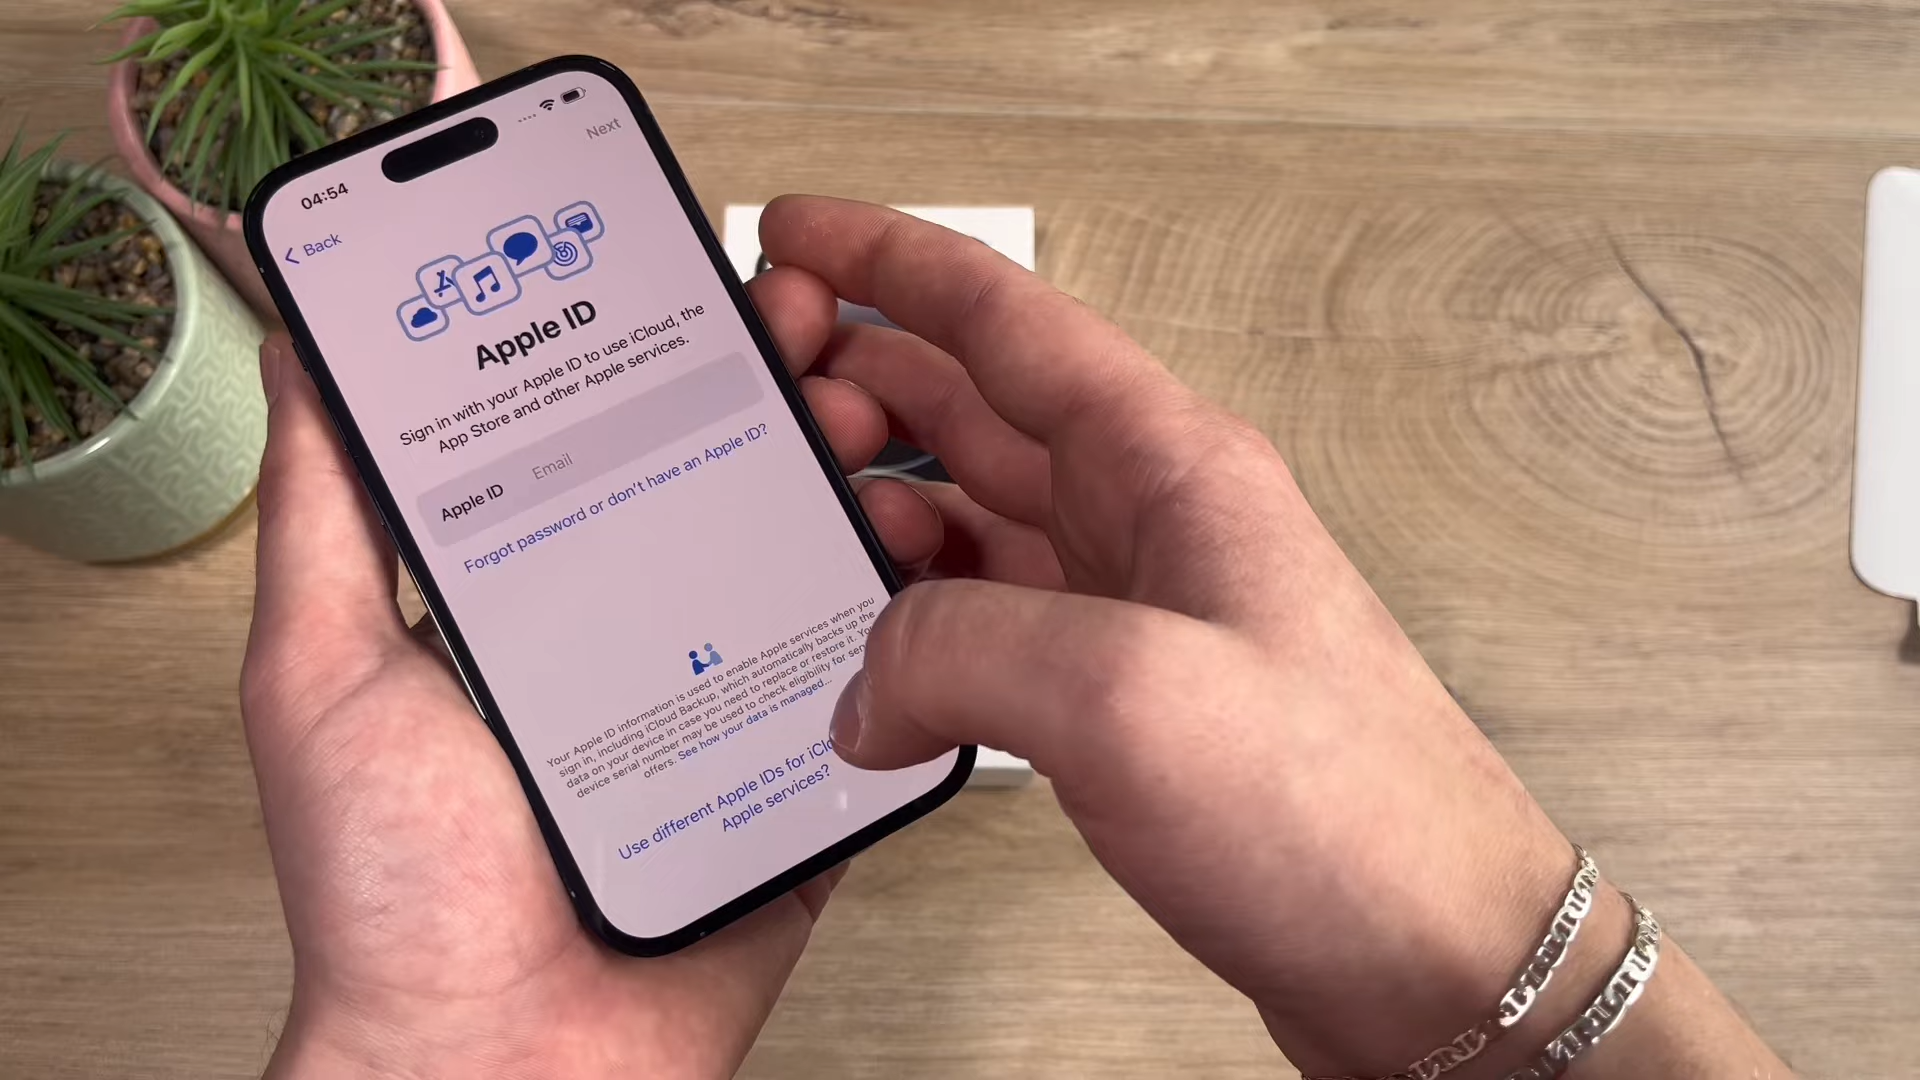 04:54
Next
Back
Apple ID
Sign in with your Apple ID to use iCloud, the
App Store and other Apple services.
Apple ID Email
Forgot password or don't have an Apple ID?
Your Apple ID information is used to enable Apple services when you
sign in, including iCloud Backup, which automatically backs up the
data on your device in case you need to replace or restore it.
device serial number may be used to check eligibility for
offers. See how your data is managed...
Use different Apple IDs for
Apple services?